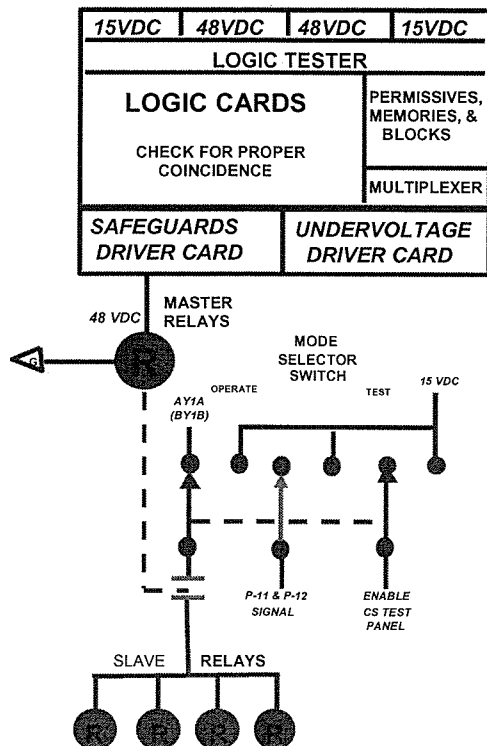 15VDC 48VDC 48VDC 15VDC
LOGIC TESTER
LOGIC CARDS
CHECK FOR PROPER
COINCIDENCE
PERMISSIVES,
MEMORIES, &
BLOCKS
MULTIPLEXER
SAFEGUARDS
DRIVER CARD
UNDERVOLTAGE
DRIVER CARD
48 VDC
MASTER
RELAYS
G
R
MODE
SELECTOR
SWITCH
OPERATE
TEST
15 VDC
AY1A
(BY1B)
P-11 & P-12
SIGNAL
ENABLE
CS TEST
PANEL
SLAVE RELAYS
R R R R